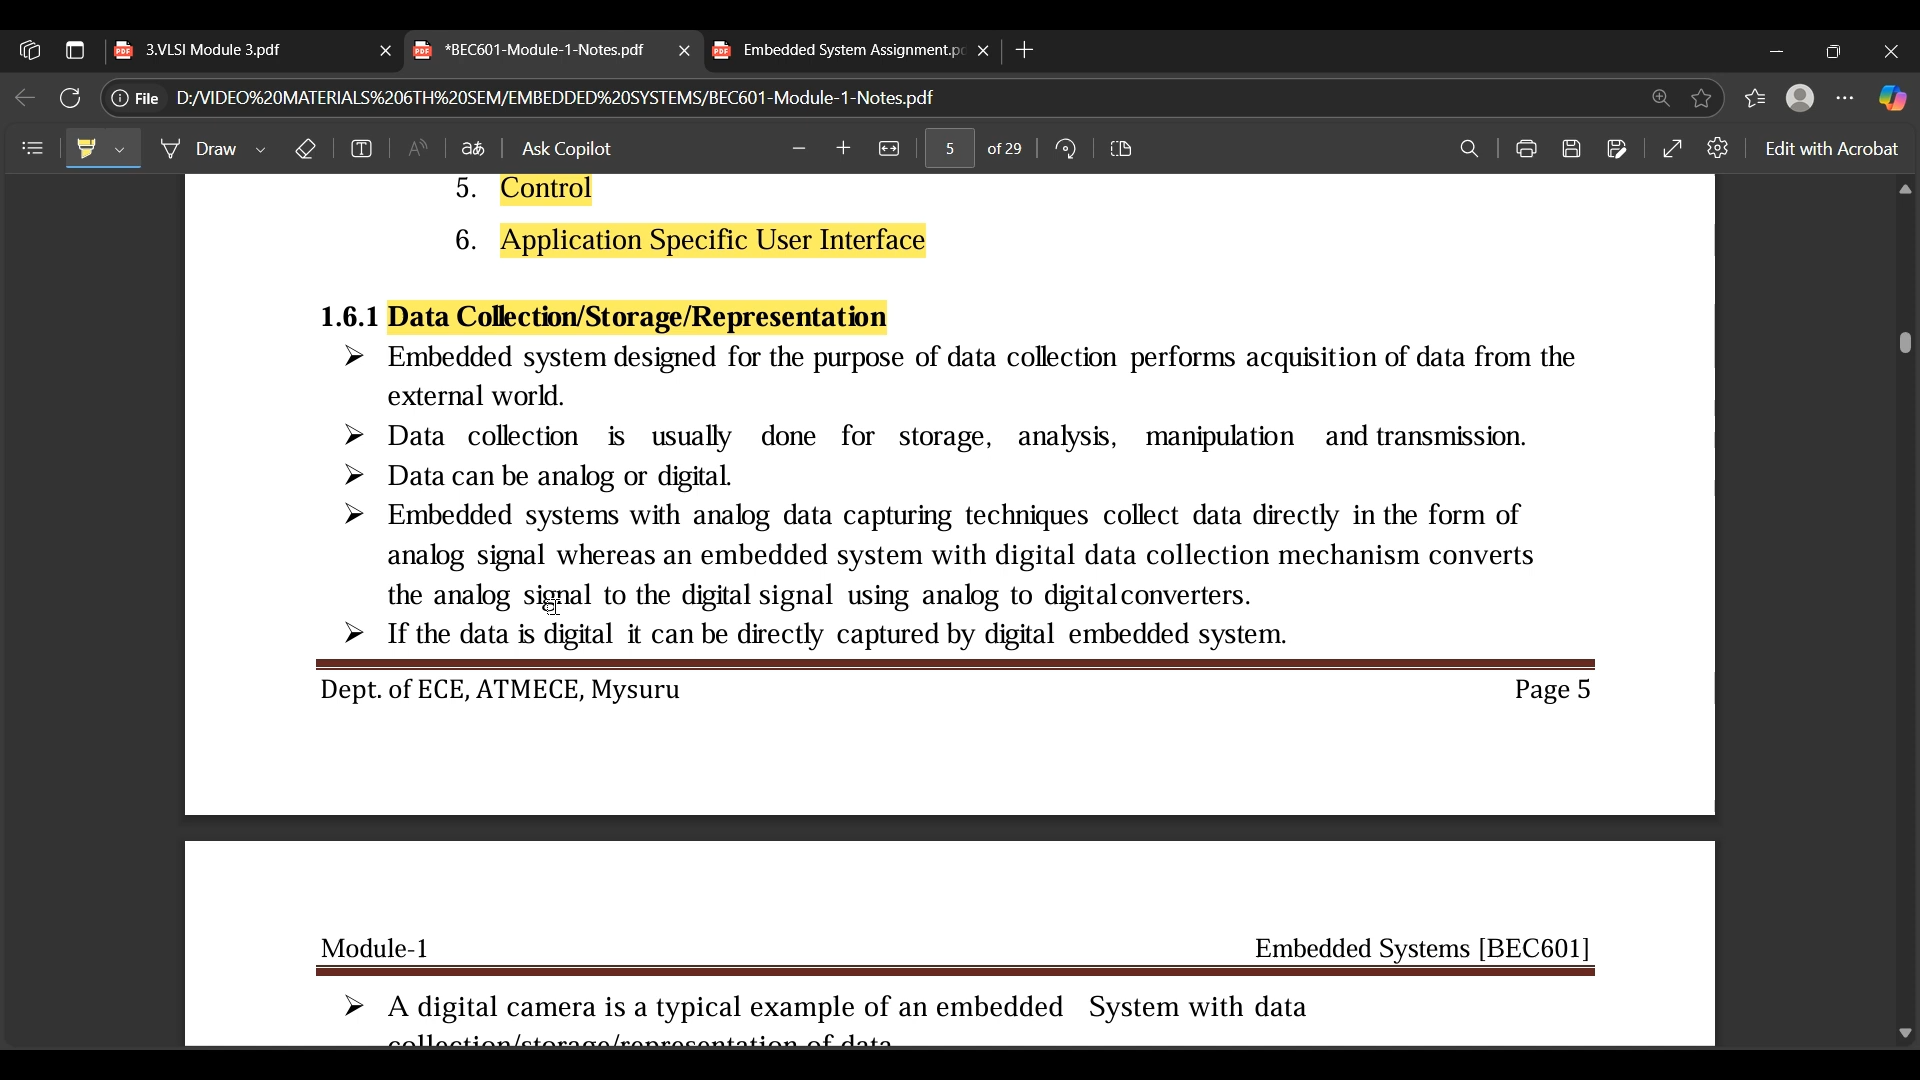 3.VLSI Module 3.pdf
*BEC601-Module-1-Notes.pdf
Embedded System Assignment.p
File
D:/VIDEO%20MATERIALS%206TH%20SEM/EMBEDDED%20SYSTEMS/BEC601-Module-1-Notes.pdf
Draw
Ask Copilot
5 of 29
Edit with Acrobat
5. Control
6. Application Specific User Interface
1.6.1 Data Collection/Storage/Representation
Embedded system designed for the purpose of data collection performs acquisition of data from the
external world.
Data collection is usually done for storage, analysis, manipulation and transmission.
Data can be analog or digital.
Embedded systems with analog data capturing techniques collect data directly in the form of
analog signal whereas an embedded system with digital data collection mechanism converts
the analog signal to the digital signal using analog to digital converters.
If the data is digital it can be directly captured by digital embedded system.
Dept. of ECE, ATMECE, Mysuru
Page 5
Module-1
Embedded Systems [BEC601]
A digital camera is a typical example of an embedded System with data
collection/storage/representation of data